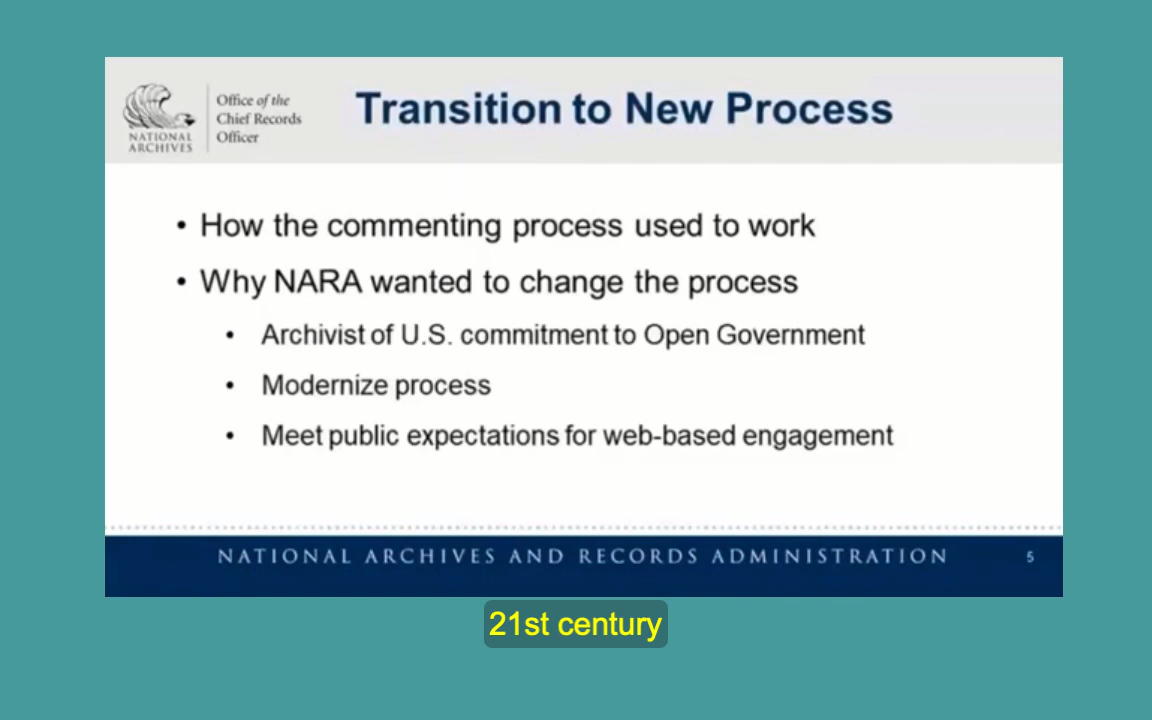 NATIONAL
ARCHIVES
Office of the
Chief Records
Officer
Transition to New Process
• How the commenting process used to work
• Why NARA wanted to change the process
• Archivist of U.S. commitment to Open Government
• Modernize process
• Meet public expectations for web-based engagement
NATIONAL ARCHIVES AND RECORDS ADMINISTRATION
5
21st century